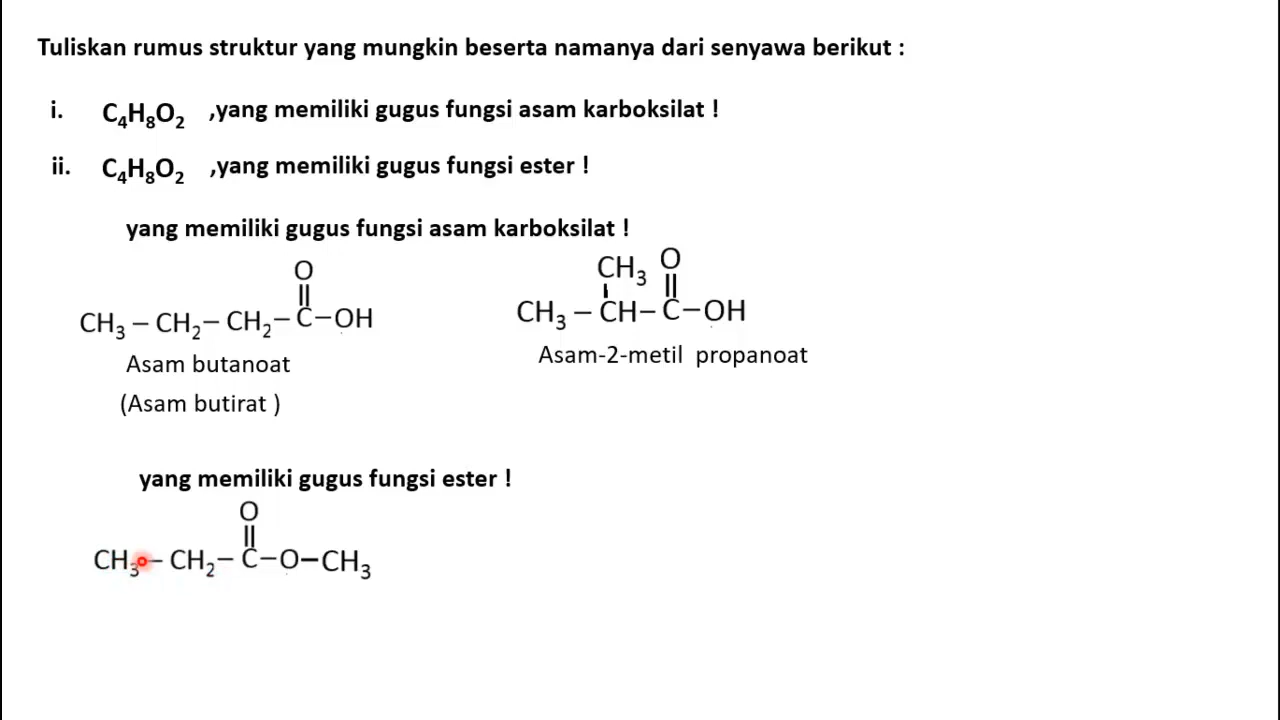 Tuliskan rumus struktur yang mungkin beserta namanya dari senyawa berikut :
i. C₄H₈O₂ ,yang memiliki gugus fungsi asam karboksilat !
ii. C₄H₈O₂ ,yang memiliki gugus fungsi ester !
yang memiliki gugus fungsi asam karboksilat !
O
CH₃ – CH₂ – CH₂ – C – OH
Asam butanoat
(Asam butirat )
CH₃ O
CH₃ – CH – C – OH
Asam-2-metil propanoat
yang memiliki gugus fungsi ester !
O
CH₃ – CH₂ – C – O – CH₃